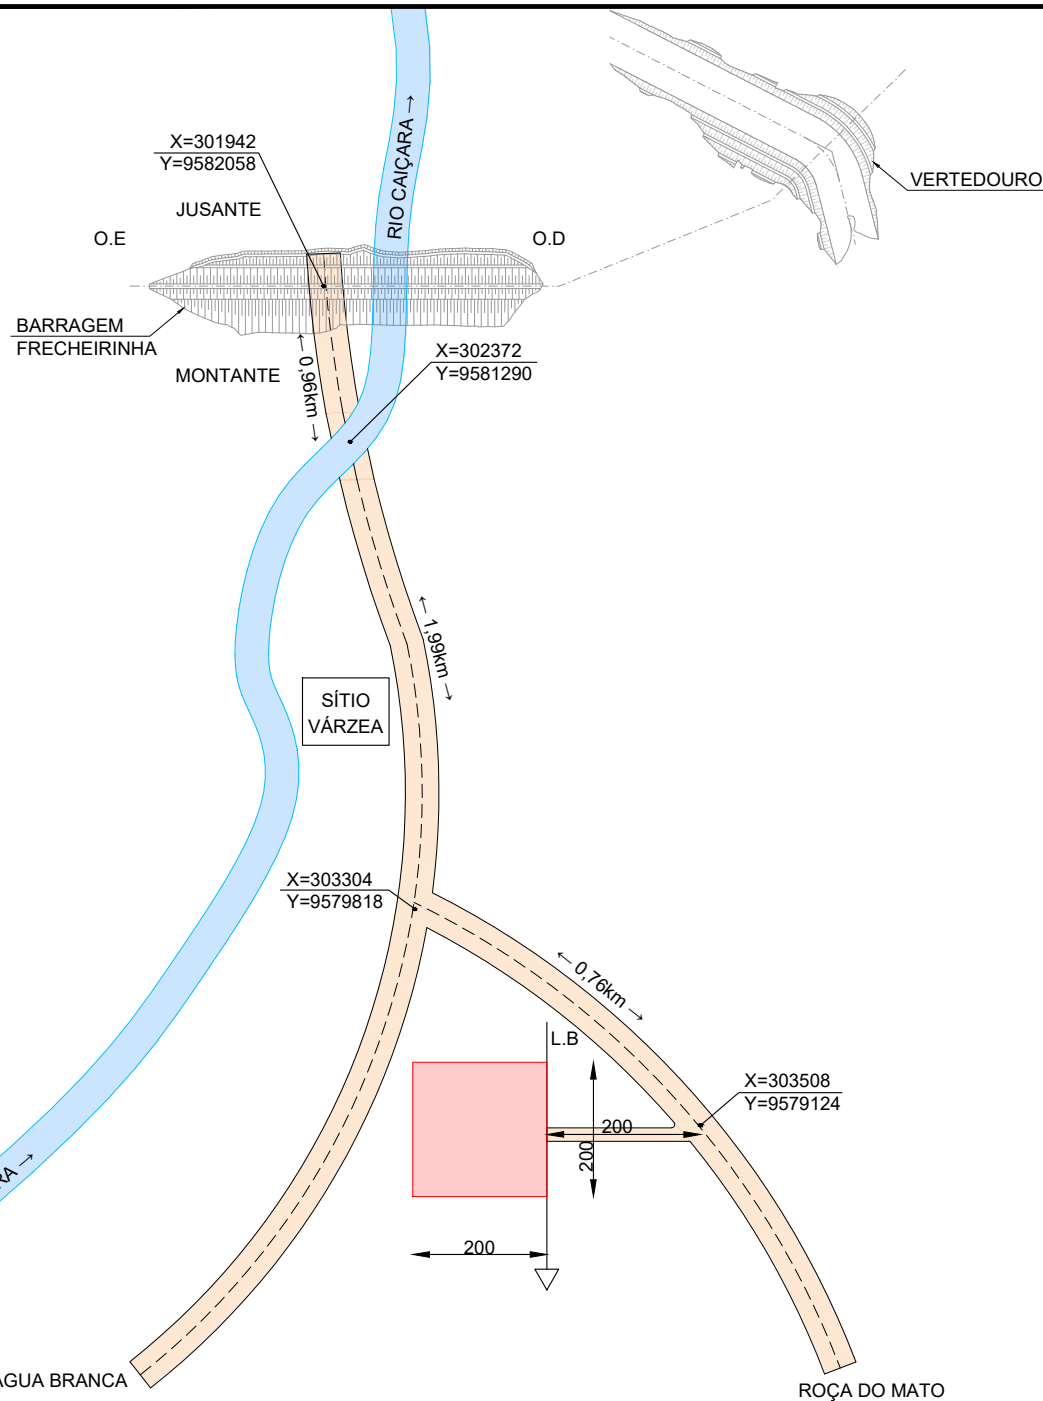 RIO CAIÇARA →
X=301942
Y=9582058
JUSANTE
O.E
O.D
VERTEDOURO
BARRAGEM
FRECHEIRINHA
MONTANTE
← 0,96km →
X=302372
Y=9581290
← 1,99km →
SÍTIO
VÁRZEA
X=303304
Y=9579818
← 0,76km →
L.B
X=303508
Y=9579124
200
200
200
RA →
AGUA BRANCA
ROÇA DO MATO